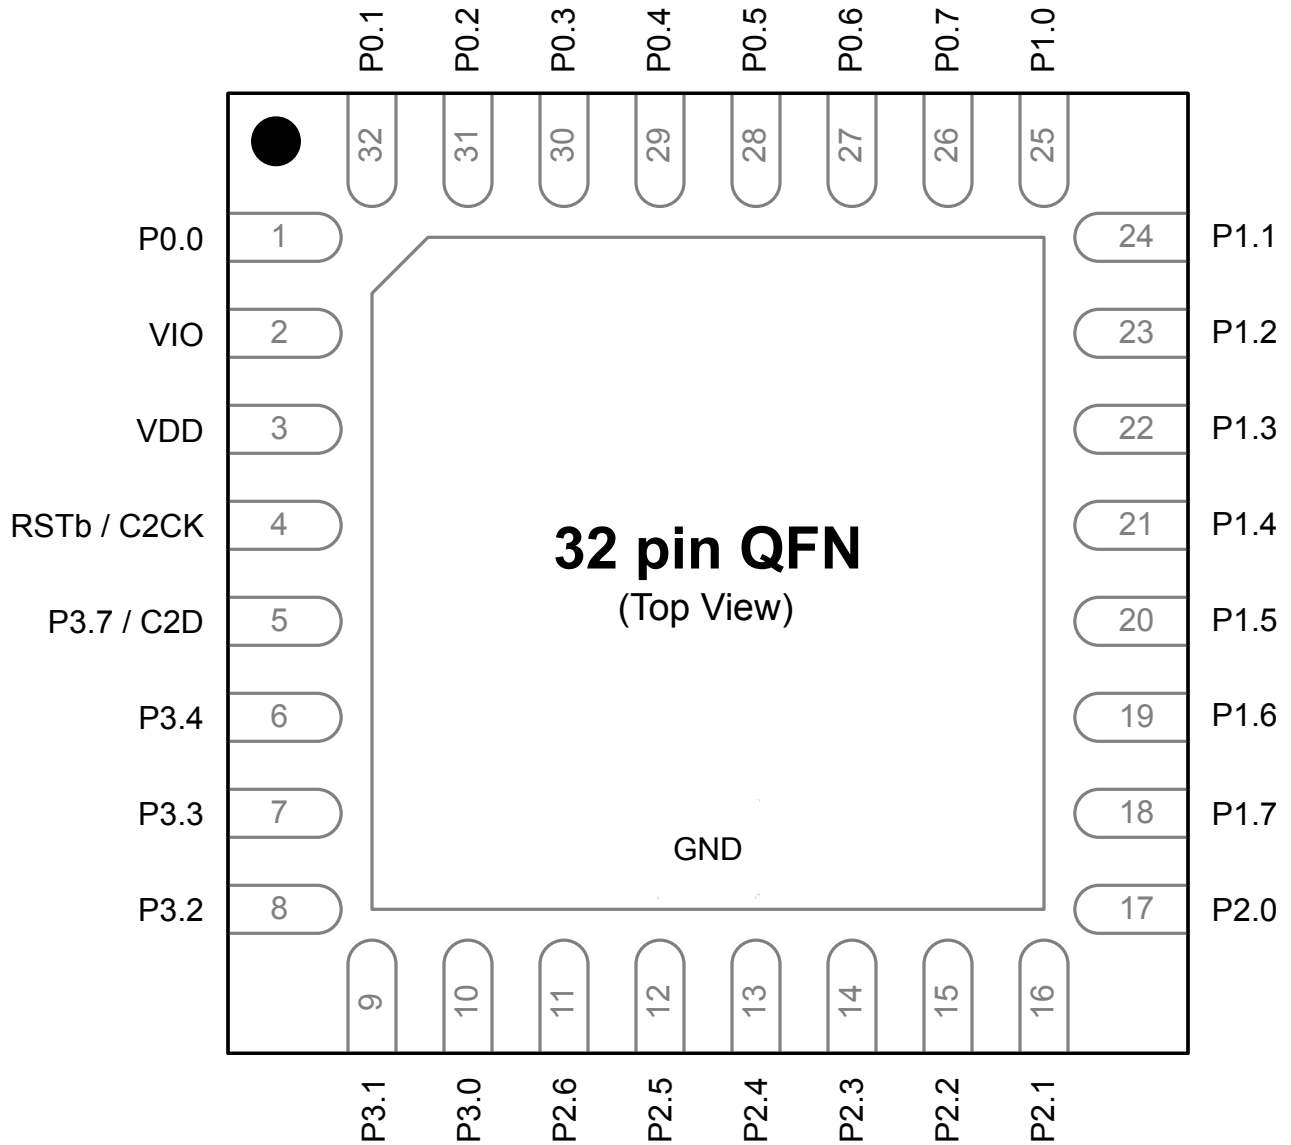 P0.1 P0.2 P0.3 P0.4 P0.5 P0.6 P0.7 P1.0
32 31 30 29 28 27 26 25
P0.0 1 24 P1.1
VIO 2 23 P1.2
VDD 3 22 P1.3
RSTb / C2CK 4 21 P1.4
32 pin QFN
(Top View)
P3.7 / C2D 5 20 P1.5
P3.4 6 19 P1.6
P3.3 7 18 P1.7
GND
P3.2 8 17 P2.0
9 10 11 12 13 14 15 16
P3.1 P3.0 P2.6 P2.5 P2.4 P2.3 P2.2 P2.1